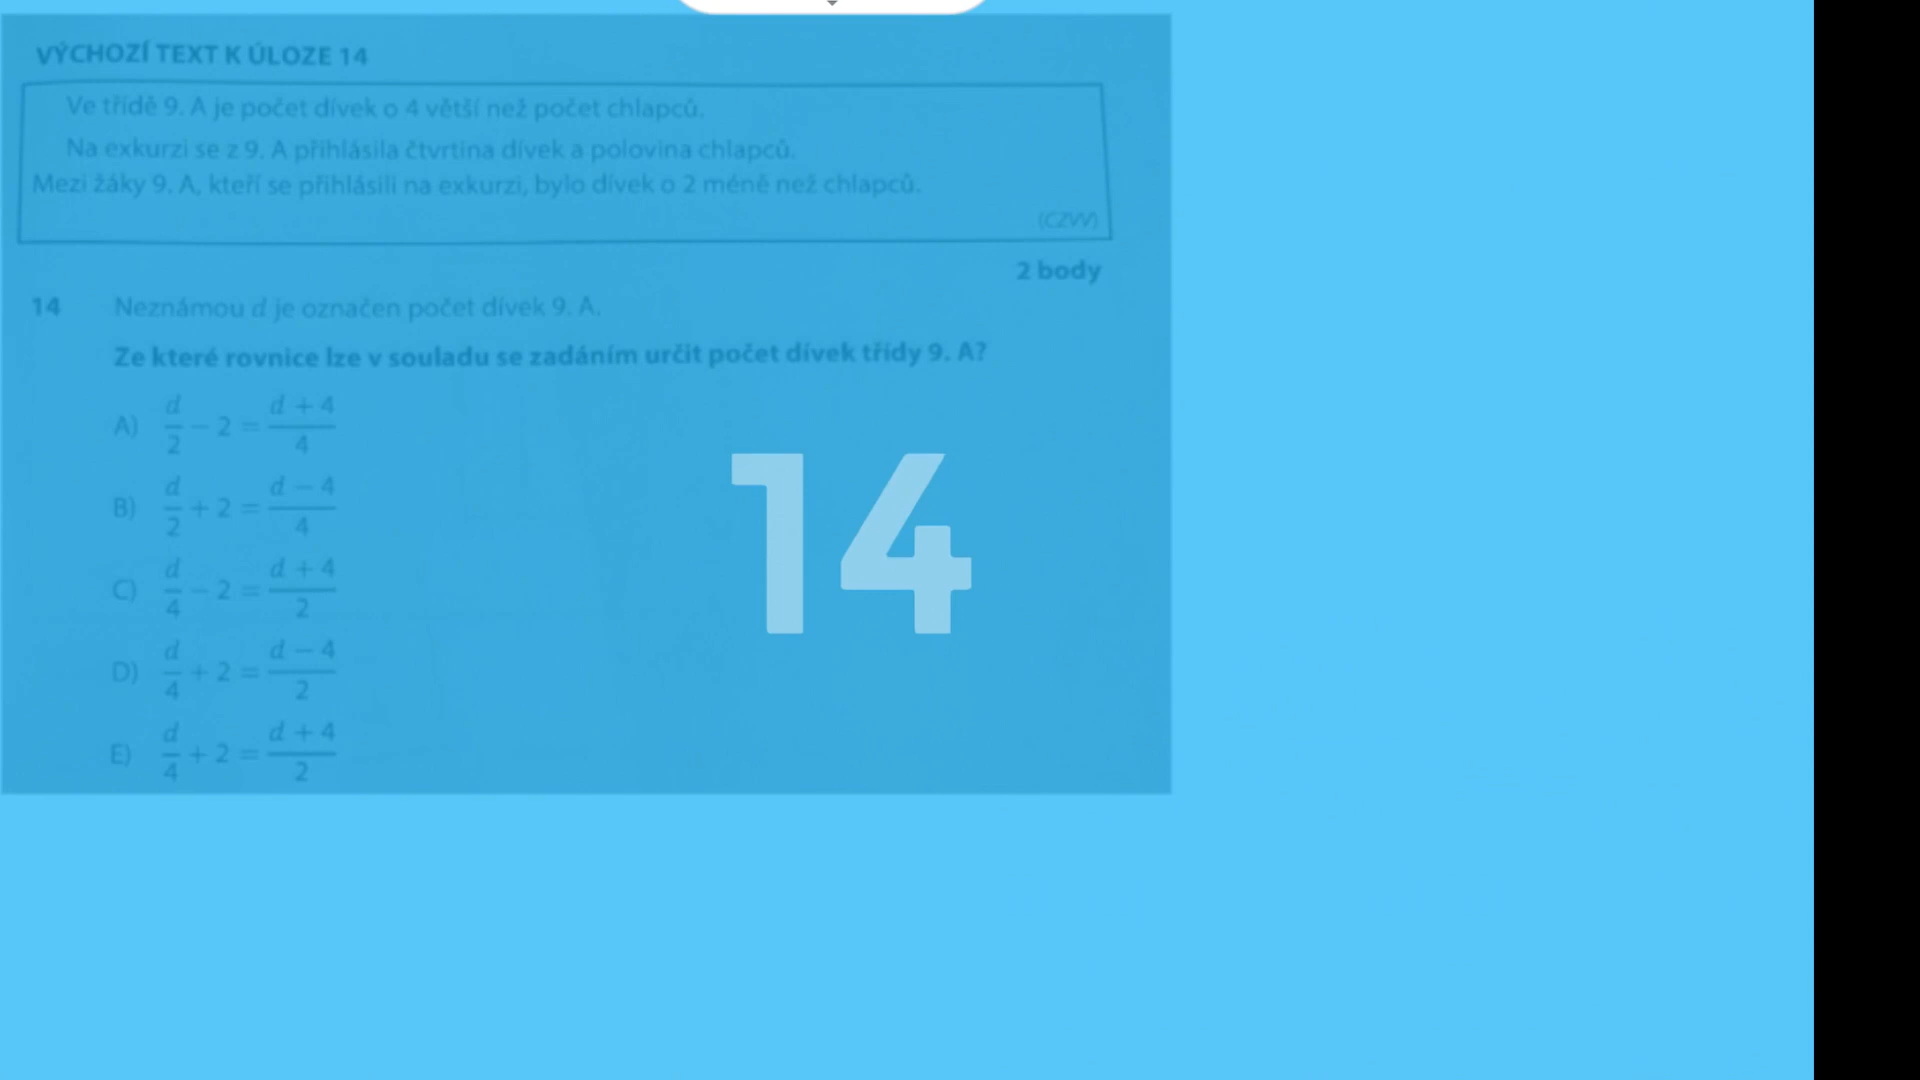 VÝCHOZÍ TEXT K ÚLOZE 14
Ve třídě 9. A je počet dívek o 4 větší než počet chlapců.
Na exkurzi se z 9. A přihlásila čtvrtina dívek a polovina chlapců.
Mezi žáky 9. A, kteří se přihlásili na exkurzi, bylo dívek o 2 méně než chlapců.
(CZVV)
2 body
14 Neznámou d je označen počet dívek 9. A.
Ze které rovnice lze v souladu se zadáním určit počet dívek třídy 9. A?
A) d/2 − 2 = (d + 4)/4
B) d/2 + 2 = (d − 4)/4
C) d/4 − 2 = (d + 4)/2
D) d/4 + 2 = (d − 4)/2
E) d/4 + 2 = (d + 4)/2
14